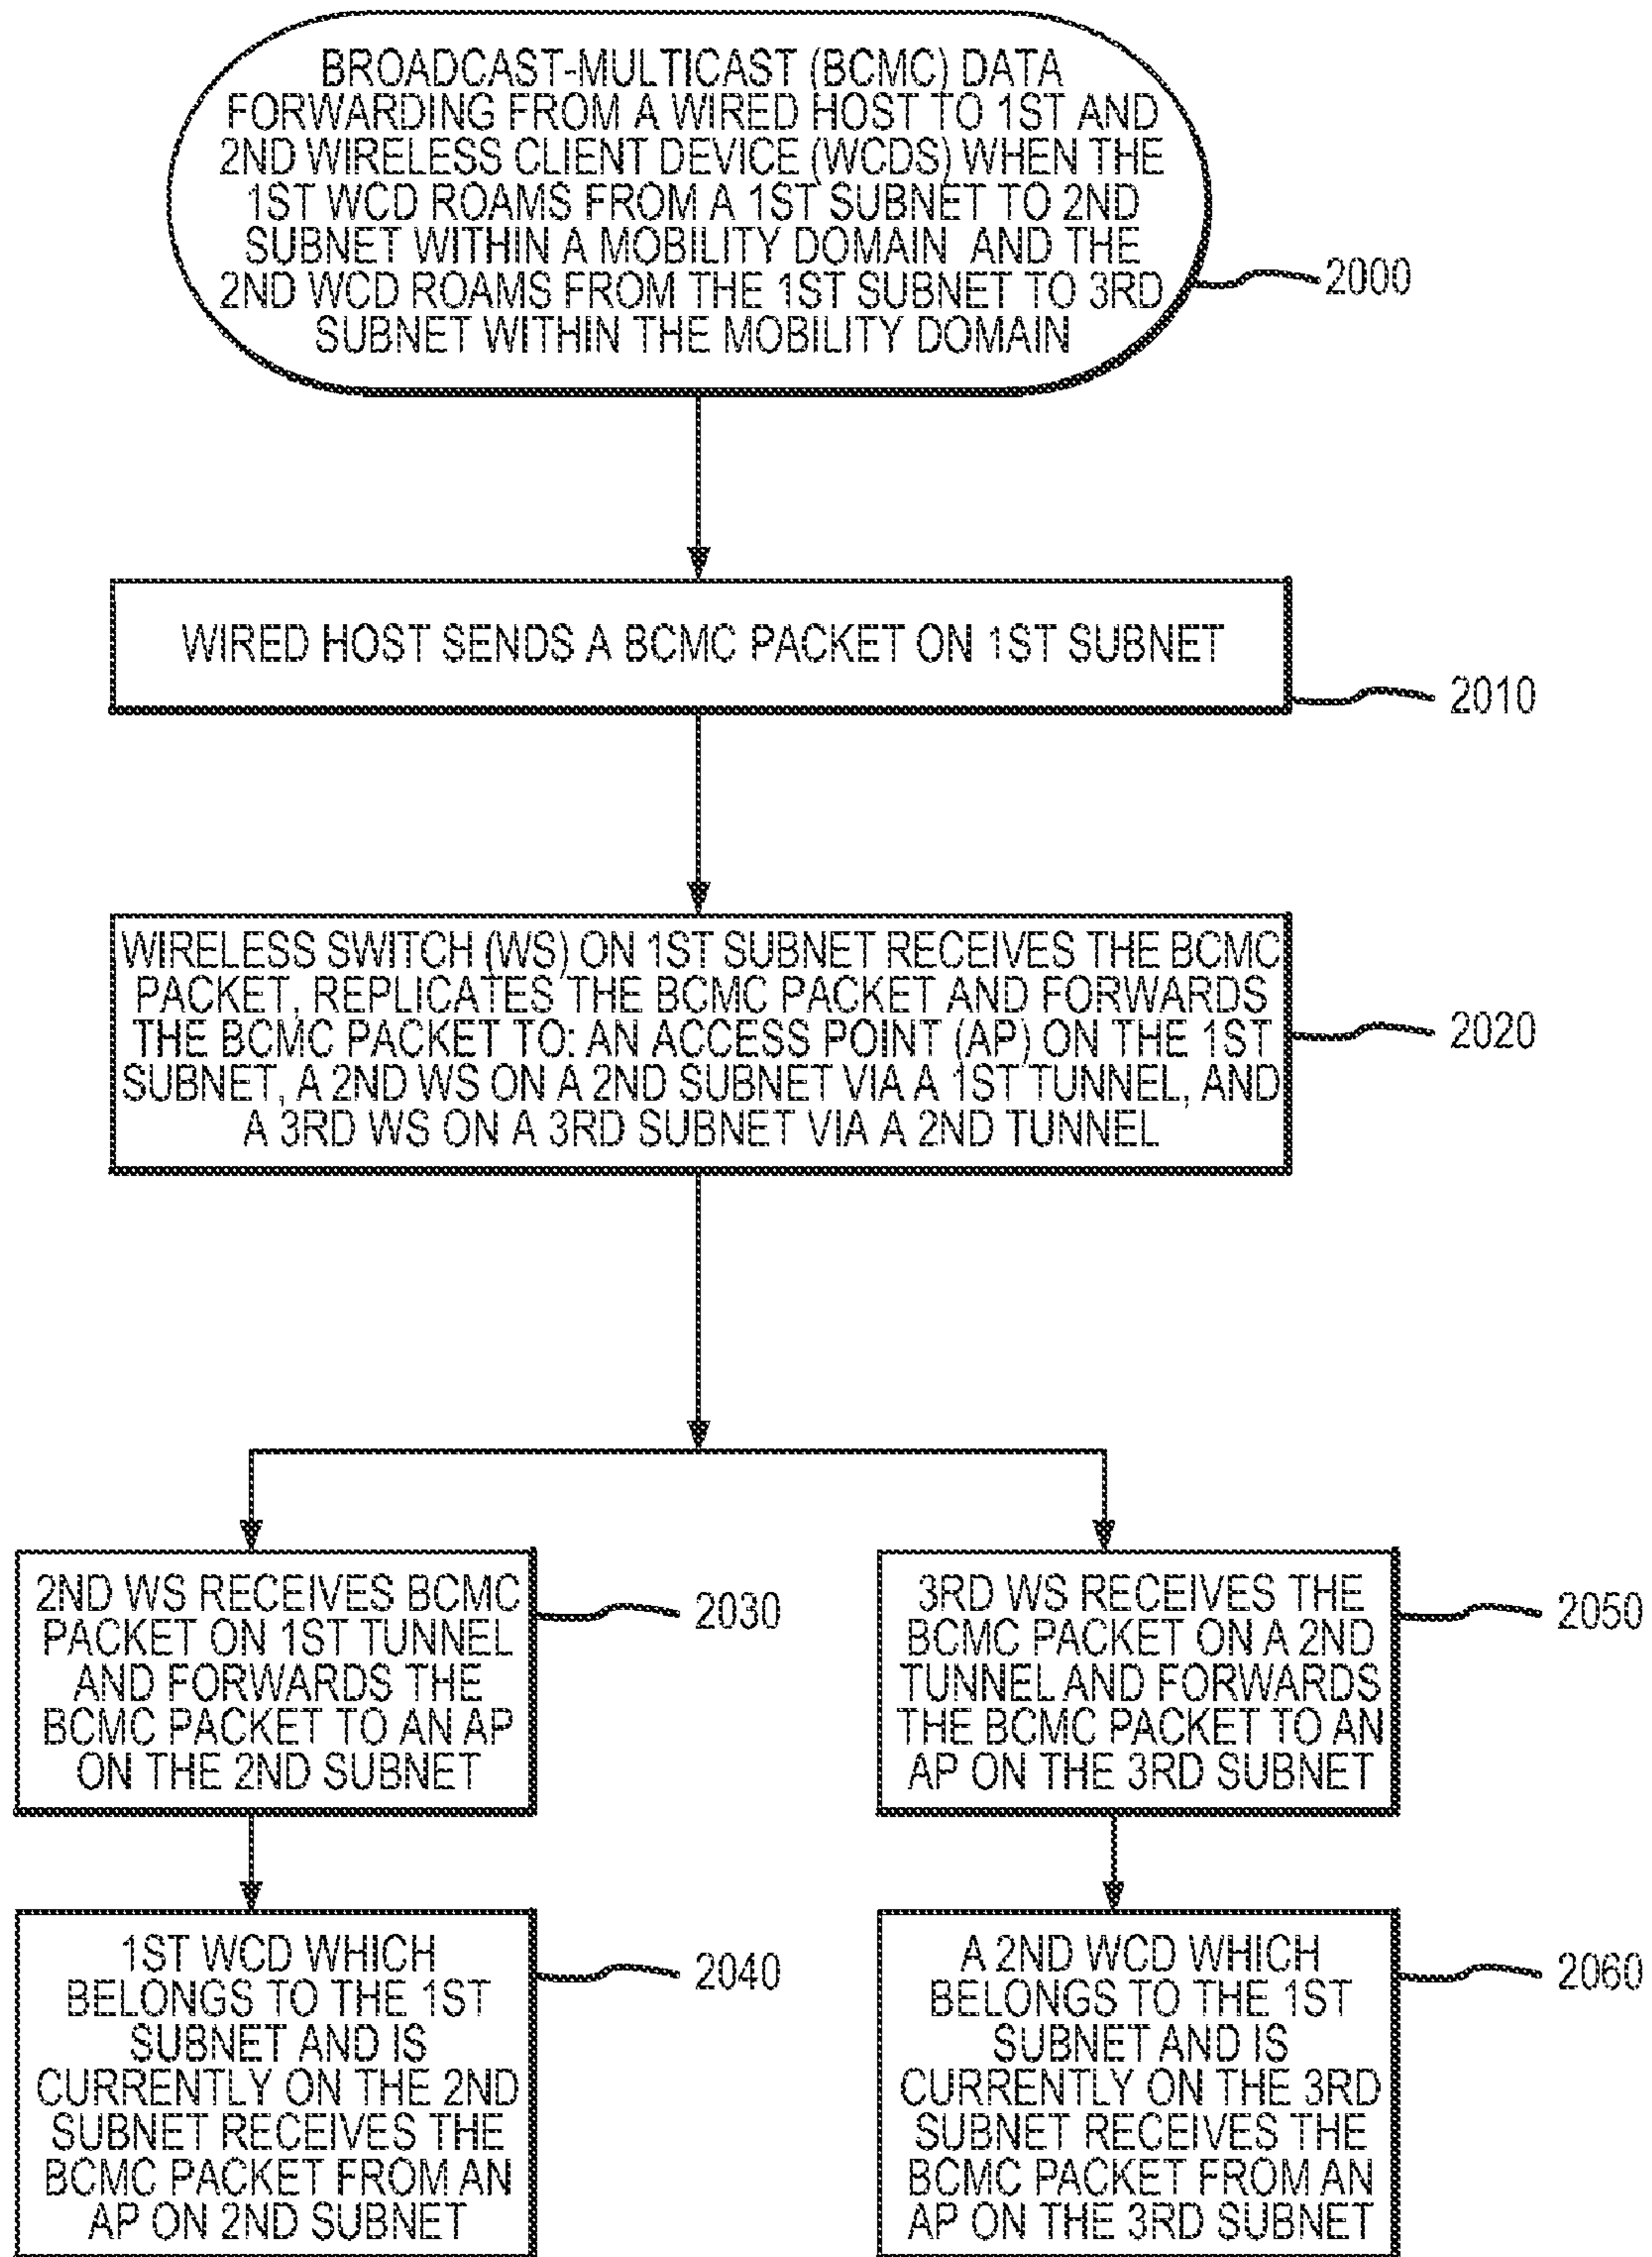 BROADCAST-MULTICAST (BCMC) DATA
FORWARDING FROM A WIRED HOST TO 1ST AND
2ND WIRELESS CLIENT DEVICE (WCDS) WHEN THE
1ST WCD ROAMS FROM A 1ST SUBNET TO 2ND
SUBNET WITHIN A MOBILITY DOMAIN AND THE
2ND WCD ROAMS FROM THE 1ST SUBNET TO 3RD
SUBNET WITHIN THE MOBILITY DOMAIN
2000
WIRED HOST SENDS A BCMC PACKET ON 1ST SUBNET
2010
WIRELESS SWITCH (WS) ON 1ST SUBNET RECEIVES THE BCMC
PACKET, REPLICATES THE BCMC PACKET AND FORWARDS
THE BCMC PACKET TO: AN ACCESS POINT (AP) ON THE 1ST
SUBNET, A 2ND WS ON A 2ND SUBNET VIA A 1ST TUNNEL, AND
A 3RD WS ON A 3RD SUBNET VIA A 2ND TUNNEL
2020
2ND WS RECEIVES BCMC
PACKET ON 1ST TUNNEL
AND FORWARDS THE
BCMC PACKET TO AN AP
ON THE 2ND SUBNET
2030
3RD WS RECEIVES THE
BCMC PACKET ON A 2ND
TUNNEL AND FORWARDS
THE BCMC PACKET TO AN
AP ON THE 3RD SUBNET
2050
1ST WCD WHICH
BELONGS TO THE 1ST
SUBNET AND IS
CURRENTLY ON THE 2ND
SUBNET RECEIVES THE
BCMC PACKET FROM AN
AP ON 2ND SUBNET
2040
A 2ND WCD WHICH
BELONGS TO THE 1ST
SUBNET AND IS
CURRENTLY ON THE 3RD
SUBNET RECEIVES THE
BCMC PACKET FROM AN
AP ON THE 3RD SUBNET
2060